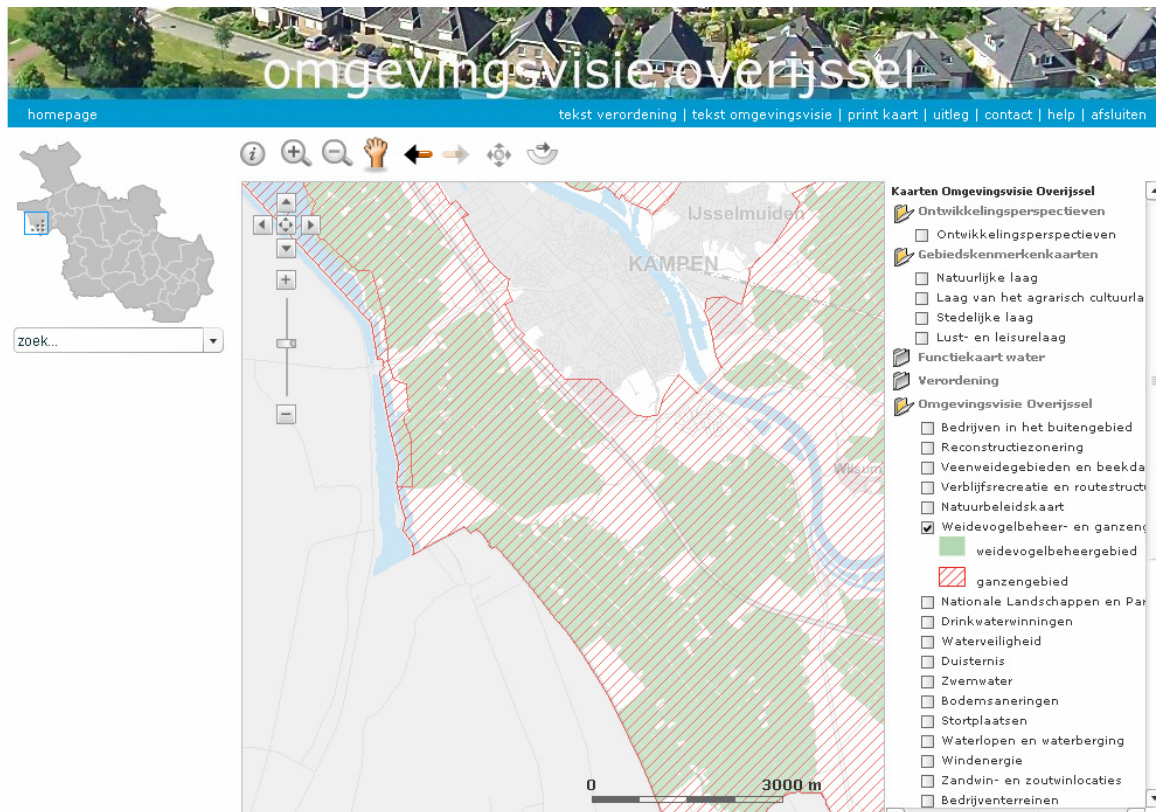 omgevingsvisie overijssel
homepage
tekst verordening | tekst omgevingsvisie | print kaart | uitleg | contact | help | afsluiten
zoek...
IJsselmuiden
KAMPEN
Wilsum
0 3000 m
Kaarten Omgevingsvisie Overijssel
Ontwikkelingsperspectieven
Ontwikkelingsperspectieven
Gebiedskenmerkenkaarten
Natuurlijke laag
Laag van het agrarisch cultuurla
Stedelijke laag
Lust- en leisurelaag
Functiekaart water
Verordening
Omgevingsvisie Overijssel
Bedrijven in het buitengebied
Reconstructiezonering
Veenweidegebieden en beekda
Verblijfsrecreatie en routestructu
Natuurbeleidskaart
Weidevogelbeheer- en ganzeng
weidevogelbeheergebied
ganzengebied
Nationale Landschappen en Par
Drinkwaterwinningen
Waterveiligheid
Duisternis
Zwemwater
Bodemsaneringen
Stortplaatsen
Waterlopen en waterberging
Windenergie
Zandwin- en zoutwinlocaties
Bedrijventerreinen